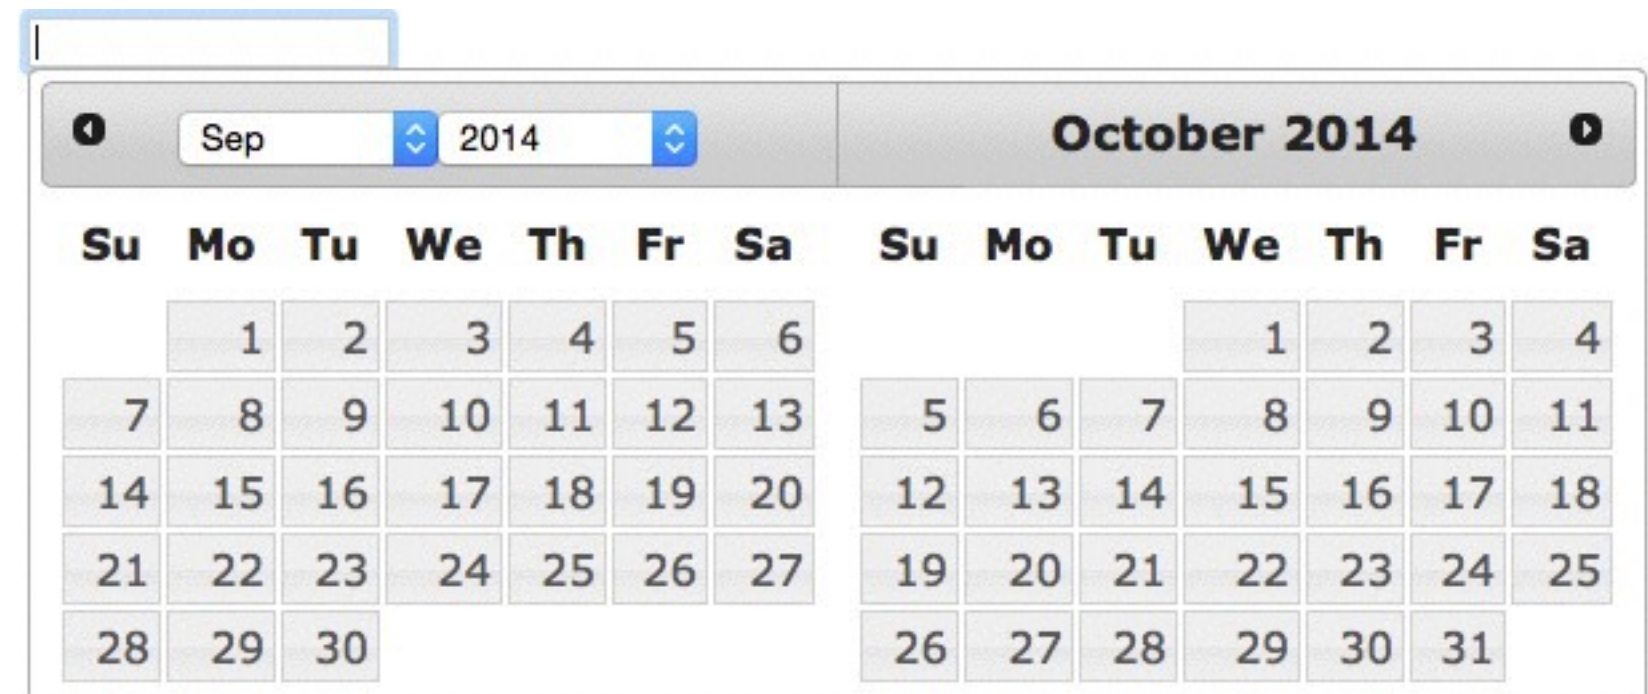 Sep 2014 October 2014
Su Mo Tu We Th Fr Sa Su Mo Tu We Th Fr Sa
1 2 3 4 5 6 1 2 3 4
7 8 9 10 11 12 13 5 6 7 8 9 10 11
14 15 16 17 18 19 20 12 13 14 15 16 17 18
21 22 23 24 25 26 27 19 20 21 22 23 24 25
28 29 30 26 27 28 29 30 31